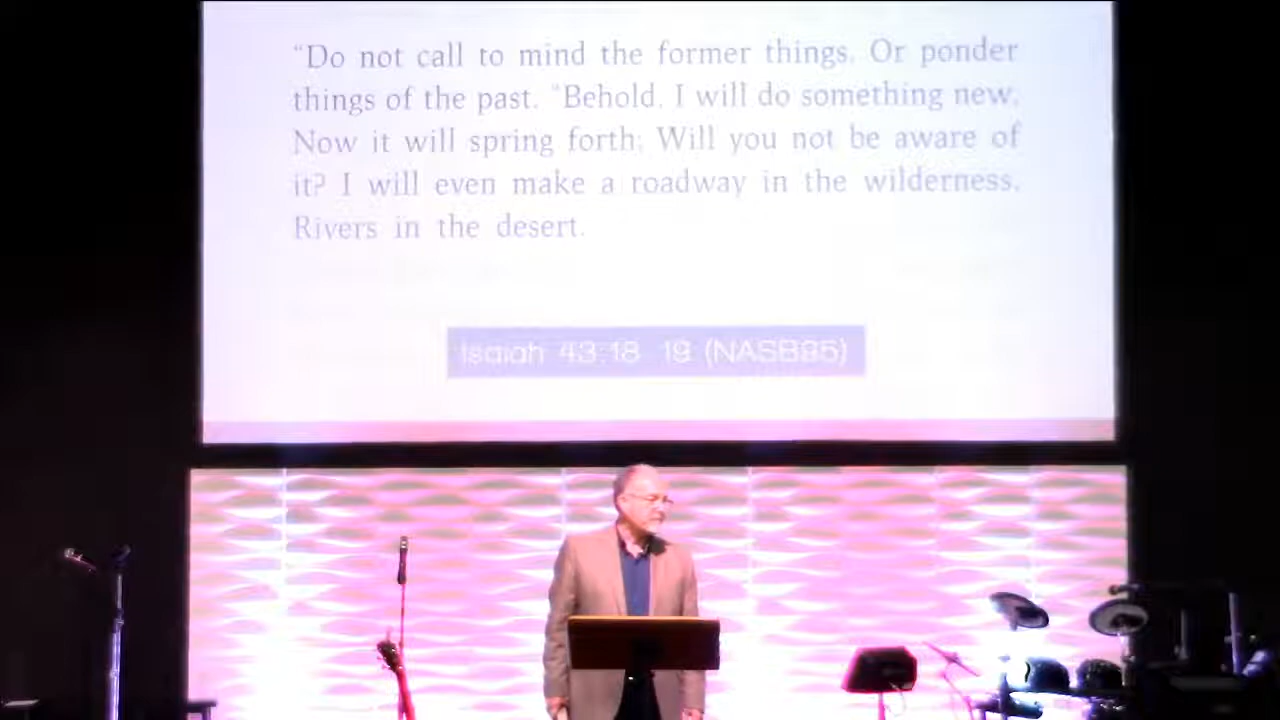 “Do not call to mind the former things, Or ponder
things of the past. “Behold, I will do something new,
Now it will spring forth; Will you not be aware of
it? I will even make a roadway in the wilderness,
Rivers in the desert.
Isaiah 43:18 19 (NASB95)